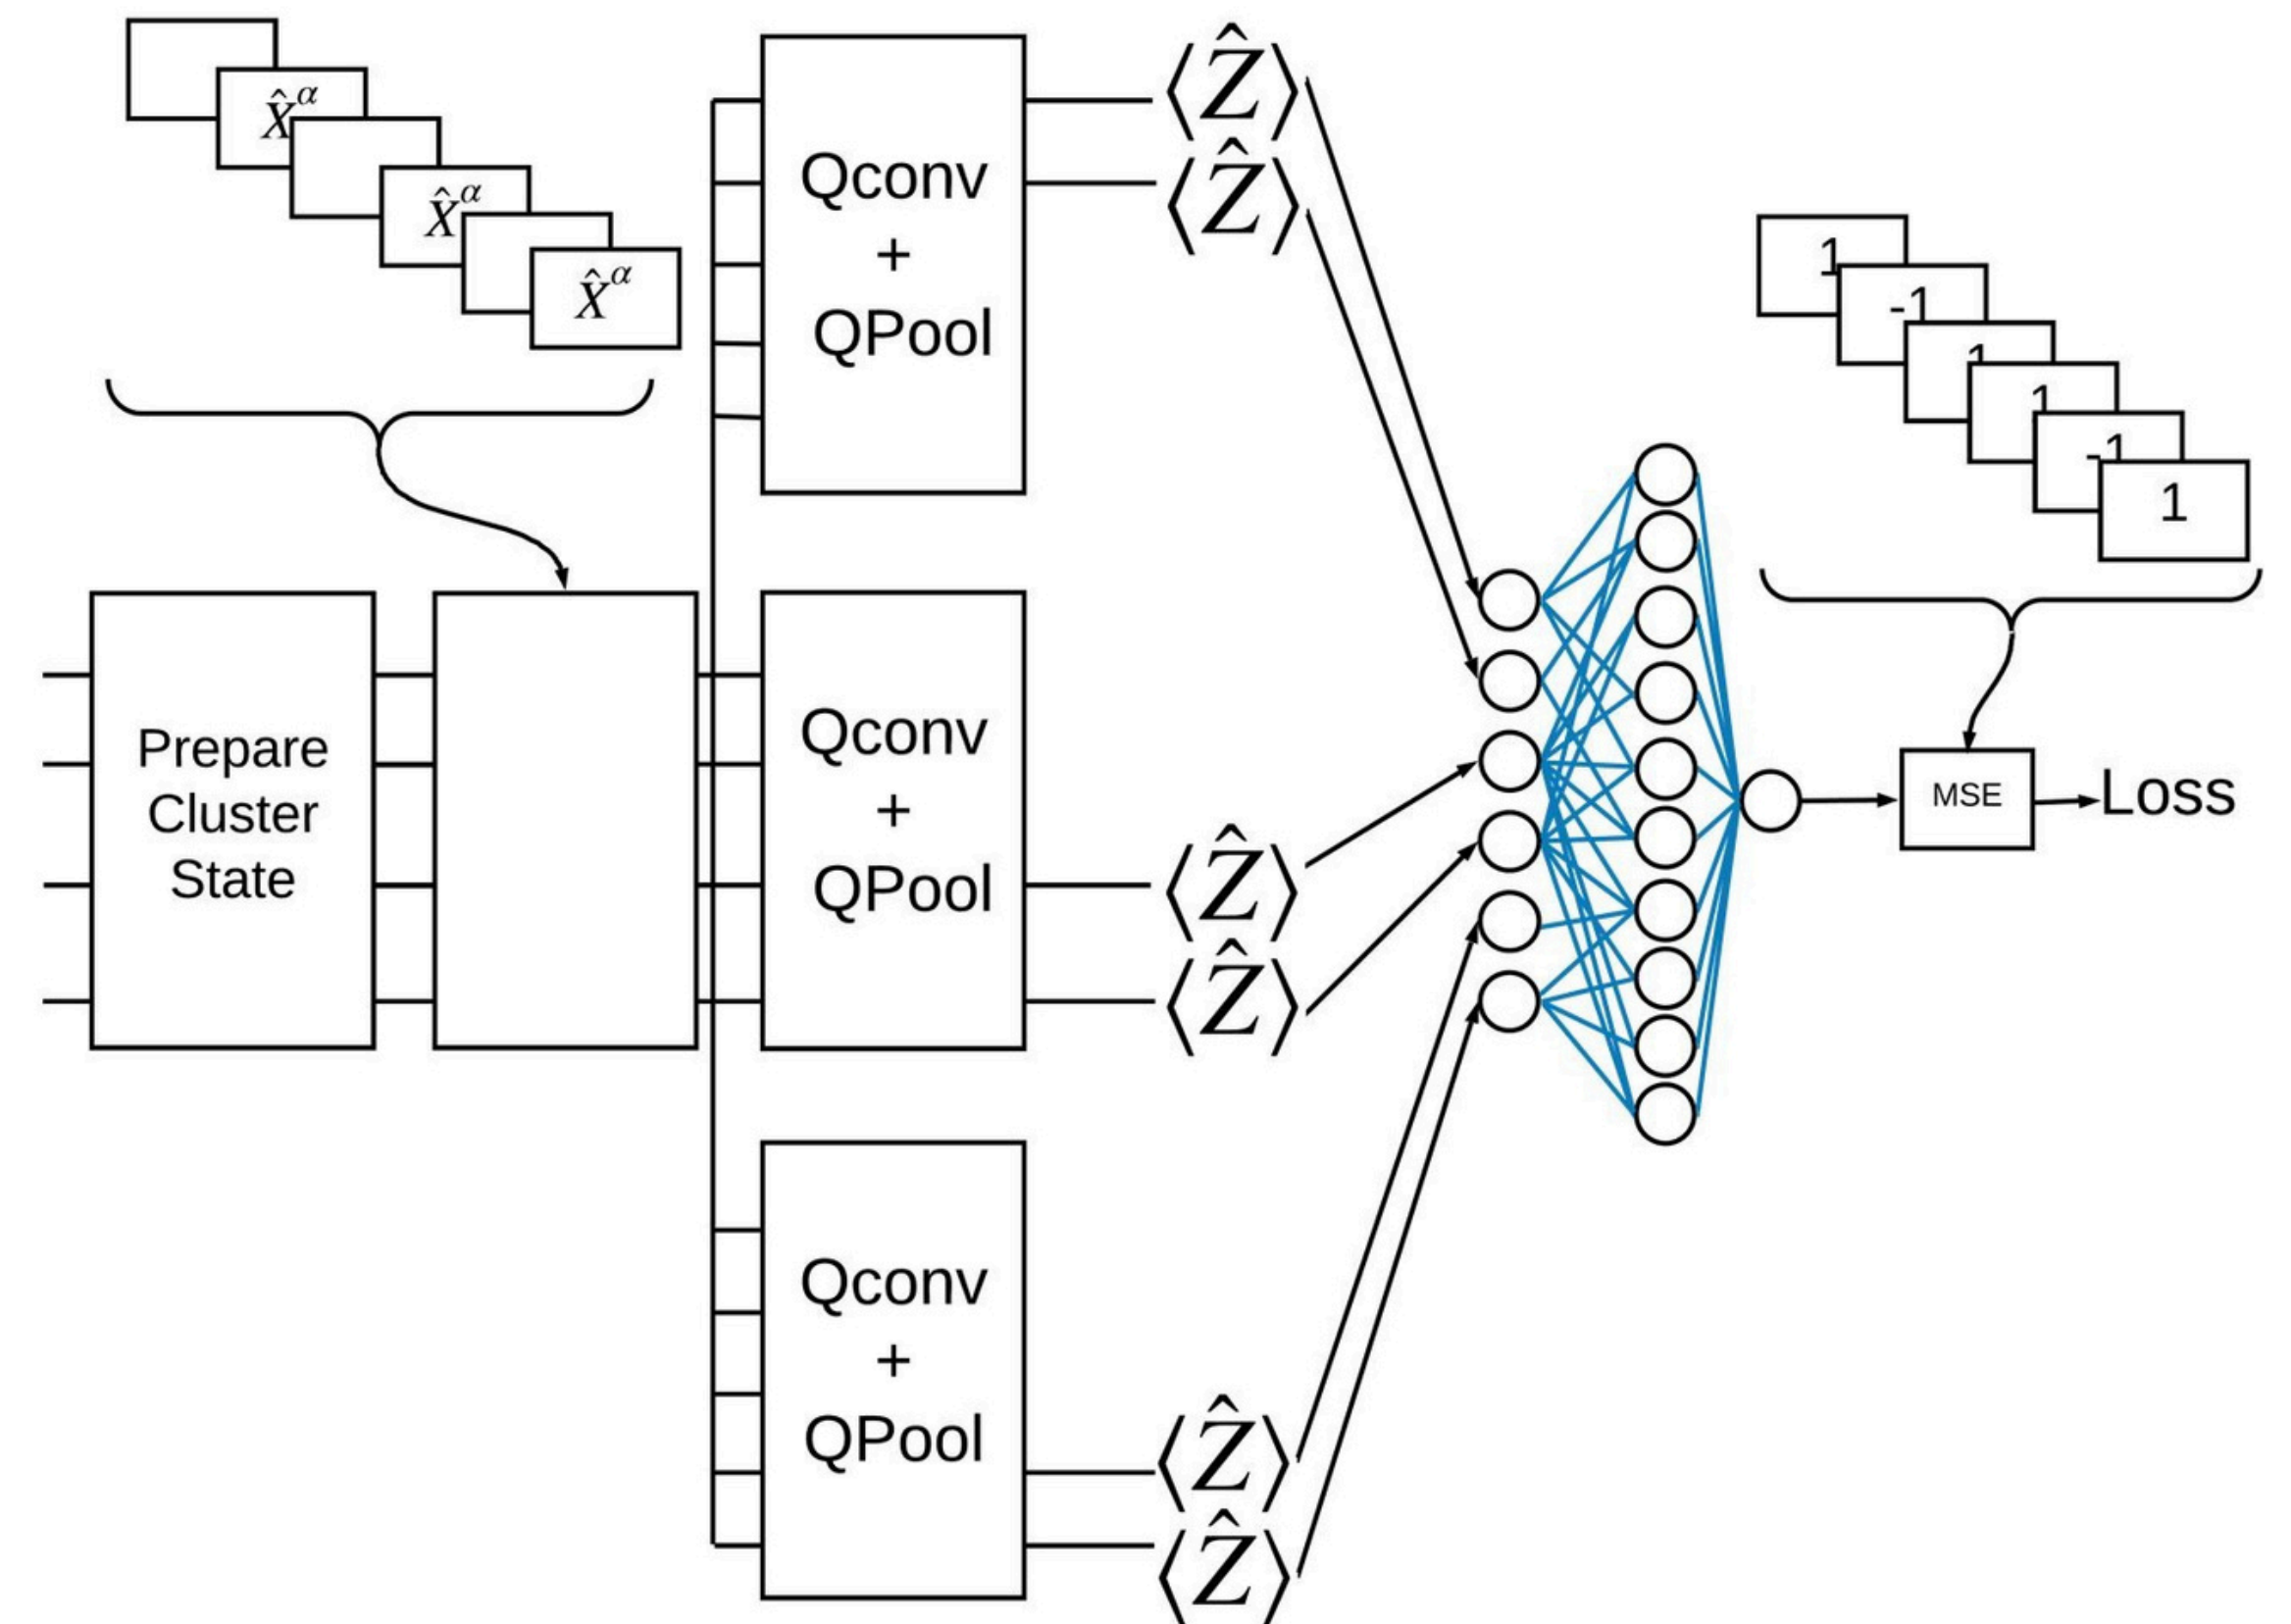 X̂^α
X̂^α
X̂^α
Prepare
Cluster
State
Qconv
+
QPool
Qconv
+
QPool
Qconv
+
QPool
⟨Ẑ⟩
⟨Ẑ⟩
⟨Ẑ⟩
⟨Ẑ⟩
⟨Ẑ⟩
⟨Ẑ⟩
1
-1
1
1
-1
1
MSE
Loss